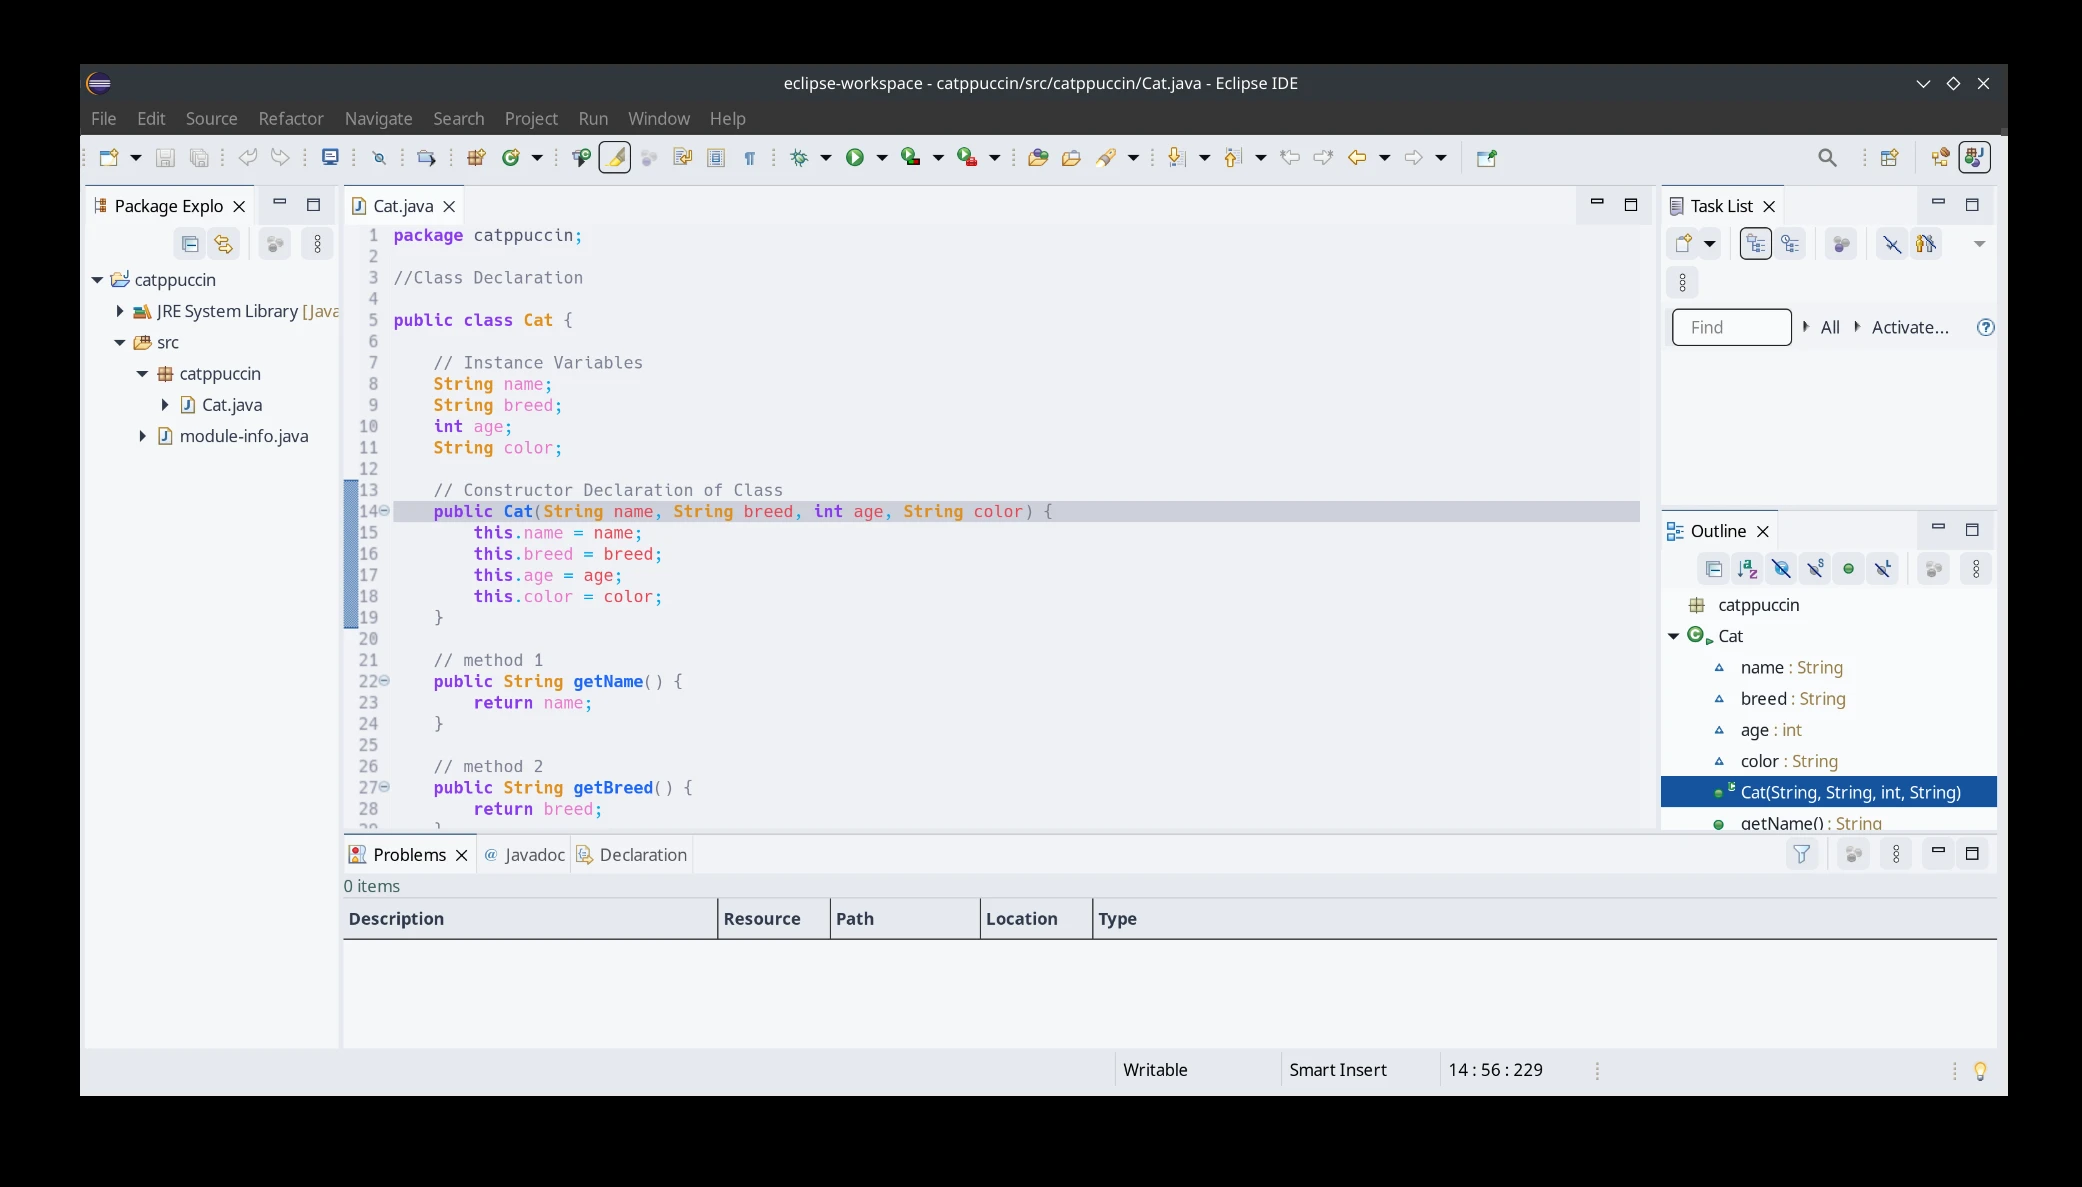 eclipse-workspace - catppuccin/src/catppuccin/Cat.java - Eclipse IDE
File Edit Source Refactor Navigate Search Project Run Window Help
Package Explo
catppuccin
JRE System Library [Java
src
catppuccin
Cat.java
module-info.java
Cat.java
1 package catppuccin;
2
3 //Class Declaration
4
5 public class Cat {
6
7     // Instance Variables
8     String name;
9     String breed;
10     int age;
11     String color;
12
13     // Constructor Declaration of Class
14     public Cat(String name, String breed, int age, String color) {
15         this.name = name;
16         this.breed = breed;
17         this.age = age;
18         this.color = color;
19     }
20
21     // method 1
22     public String getName() {
23         return name;
24     }
25
26     // method 2
27     public String getBreed() {
28         return breed;
29     }
Task List
Find All Activate...
Outline
catppuccin
Cat
name : String
breed : String
age : int
color : String
Cat(String, String, int, String)
getName() : String
Problems @ Javadoc Declaration
0 items
Description Resource Path Location Type
Writable Smart Insert 14 : 56 : 229